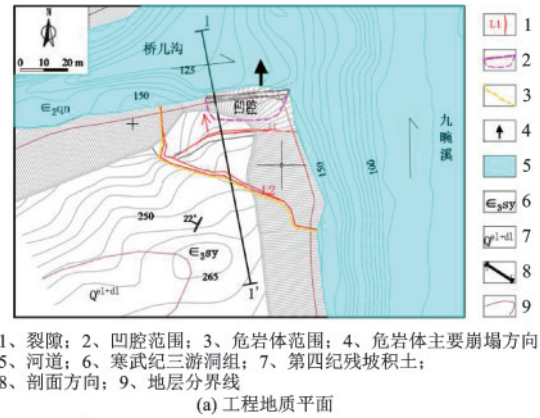 N
0 10 20 m
桥儿沟
125
150
∈₂qn
凹腔
L2
150
100
九畹溪
250
22°
∈₃sy
265
Qᵉˡ⁺ᵈˡ
1
1'
L1 1
2
3
4
5
∈₃sy 6
Qᵉˡ⁺ᵈˡ 7
8
9
1、裂隙；2、凹腔范围；3、危岩体范围；4、危岩体主要崩塌方向
5、河道；6、寒武纪三游洞组；7、第四纪残坡积土；
8、剖面方向；9、地层分界线
(a) 工程地质平面